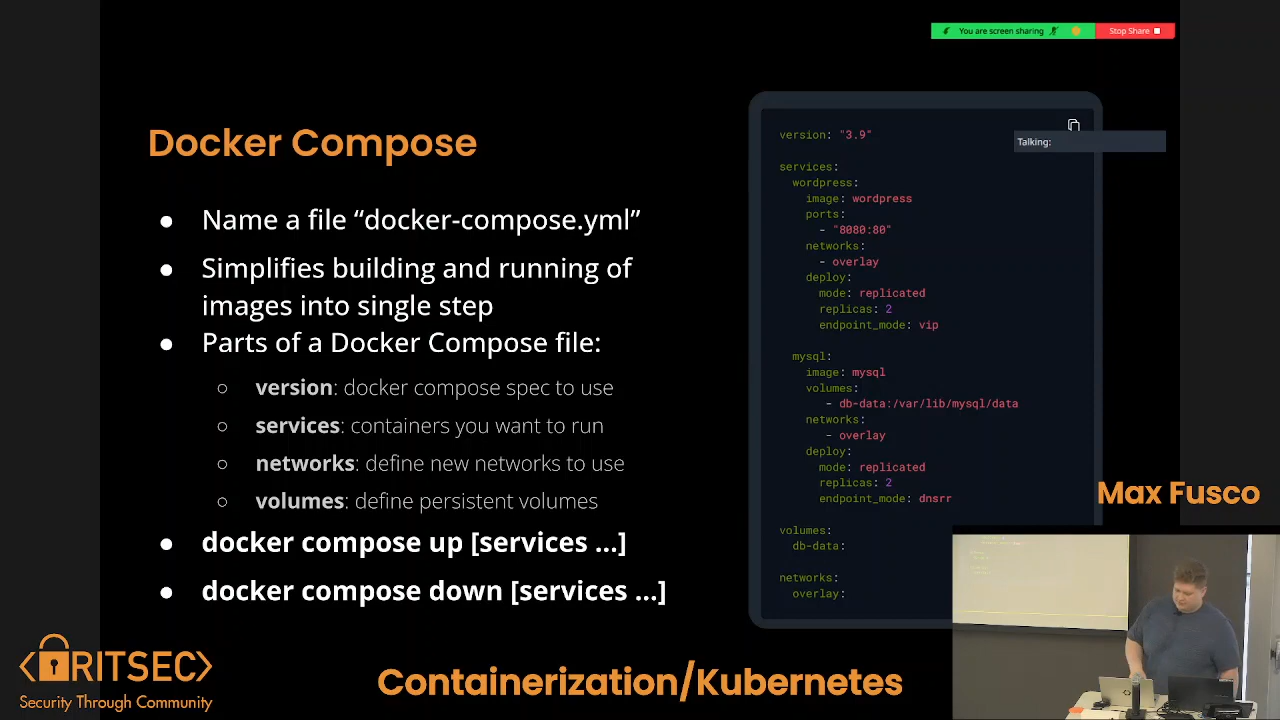 You are screen sharing
Stop Share
Docker Compose
● Name a file “docker-compose.yml”
● Simplifies building and running of
images into single step
● Parts of a Docker Compose file:
○ version: docker compose spec to use
○ services: containers you want to run
○ networks: define new networks to use
○ volumes: define persistent volumes
● docker compose up [services ...]
● docker compose down [services ...]
Talking:
version: "3.9"
services:
wordpress:
image: wordpress
ports:
- "8080:80"
networks:
- overlay
deploy:
mode: replicated
replicas: 2
endpoint_mode: vip
mysql:
image: mysql
volumes:
- db-data:/var/lib/mysql/data
networks:
- overlay
deploy:
mode: replicated
replicas: 2
endpoint_mode: dnsrr
volumes:
db-data:
networks:
overlay:
Max Fusco
RITSEC
Security Through Community
Containerization/Kubernetes